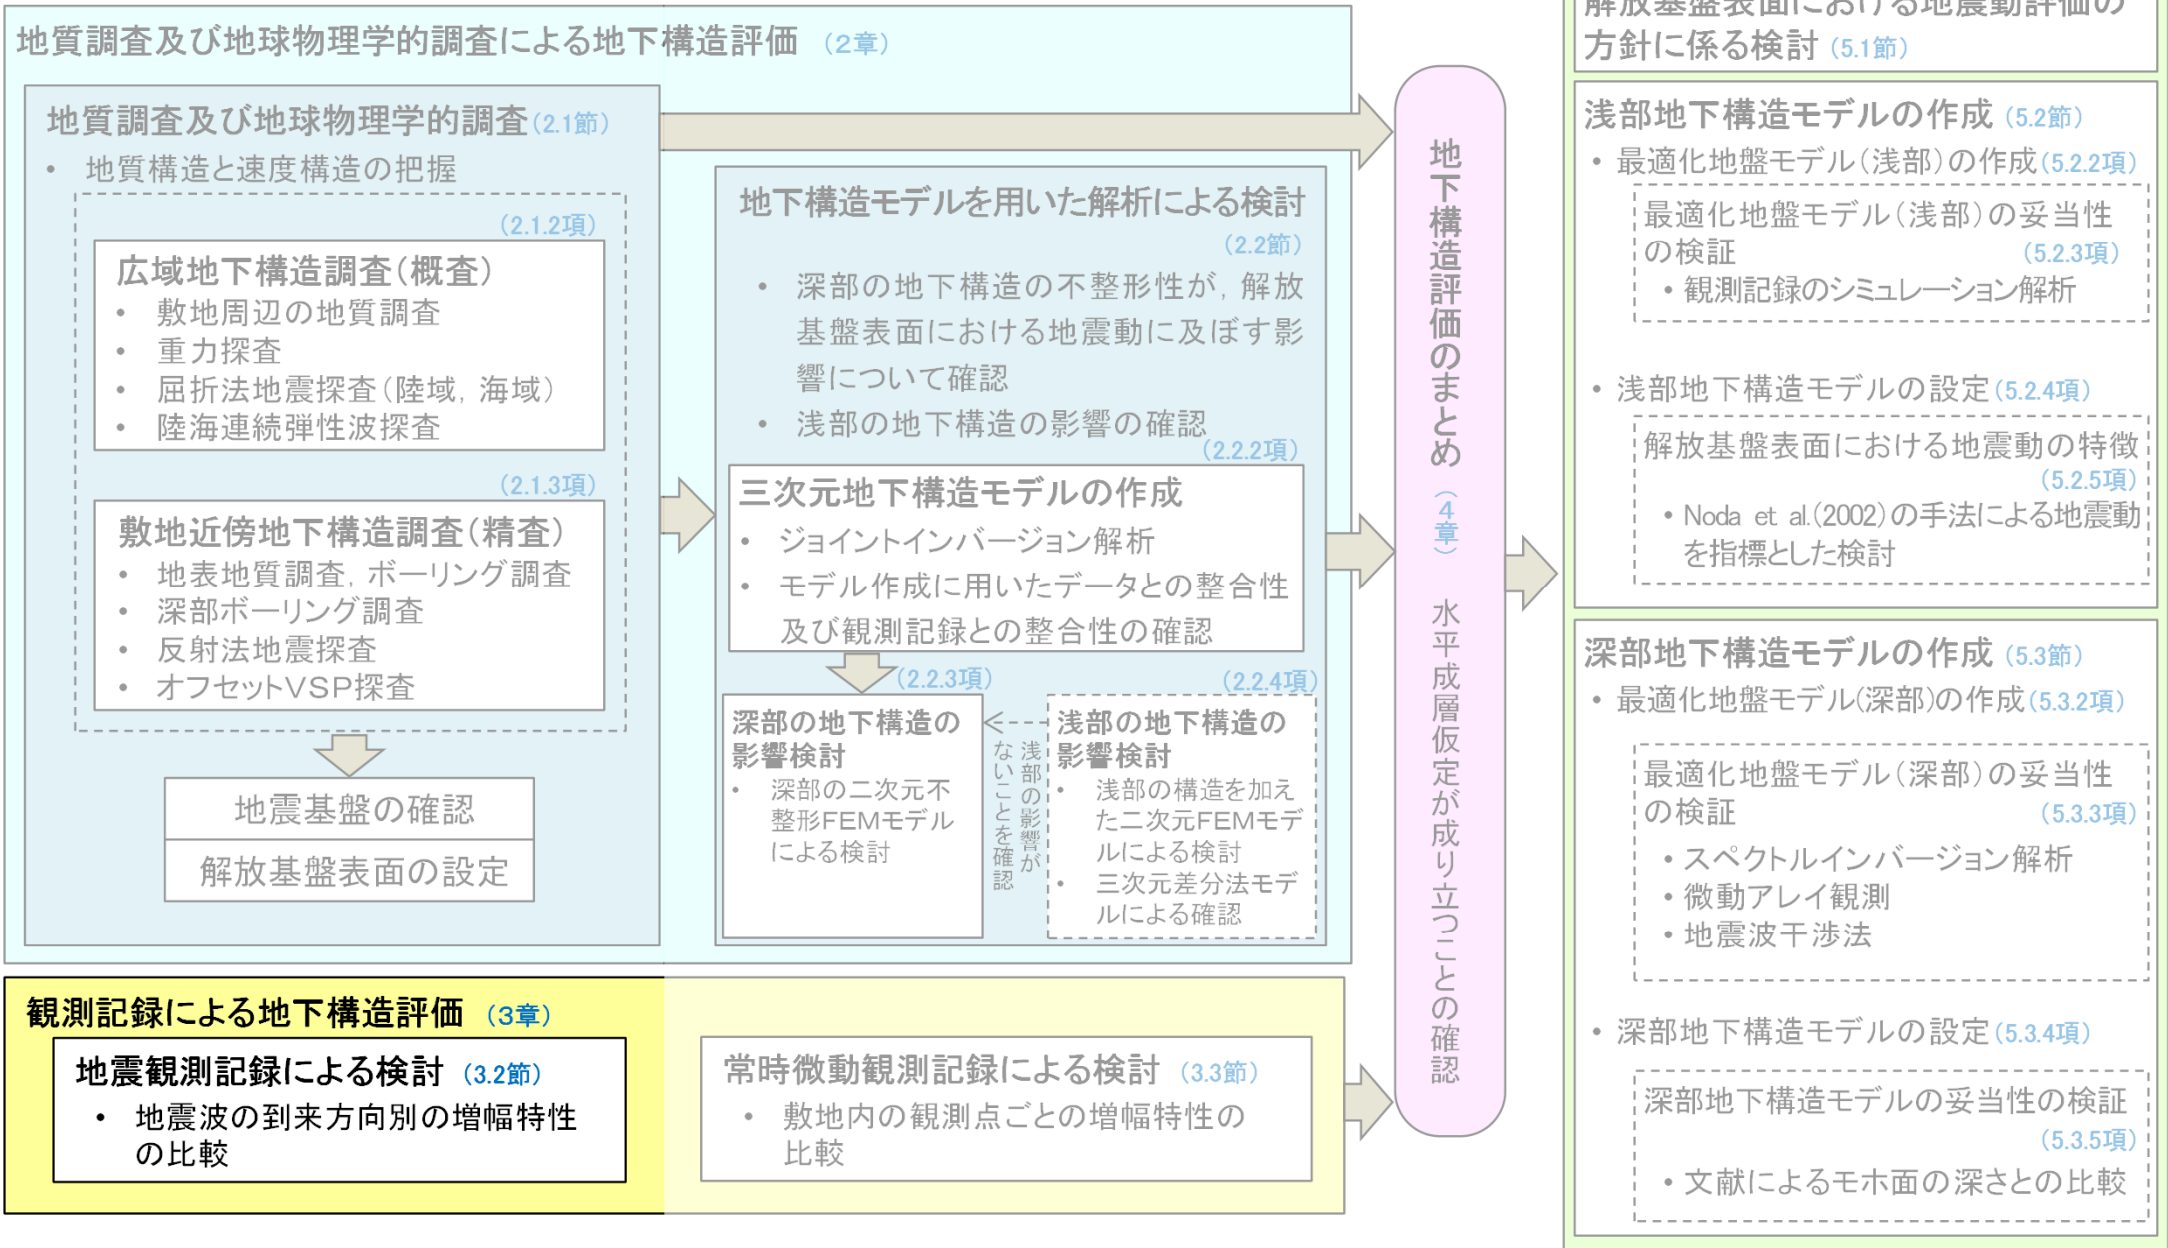 地質調査及び地球物理学的調査による地下構造評価 (2章)
地質調査及び地球物理学的調査(2.1節)
• 地質構造と速度構造の把握
(2.1.2項)
広域地下構造調査(概査)
• 敷地周辺の地質調査
• 重力探査
• 屈折法地震探査(陸域，海域)
• 陸海連続弾性波探査
(2.1.3項)
敷地近傍地下構造調査(精査)
• 地表地質調査，ボーリング調査
• 深部ボーリング調査
• 反射法地震探査
• オフセットVSP探査
地震基盤の確認
解放基盤表面の設定
地下構造モデルを用いた解析による検討
(2.2節)
• 深部の地下構造の不整形性が，解放
基盤表面における地震動に及ぼす影
響について確認
• 浅部の地下構造の影響の確認
(2.2.2項)
三次元地下構造モデルの作成
• ジョイントインバージョン解析
• モデル作成に用いたデータとの整合性
及び観測記録との整合性の確認
(2.2.3項)
深部の地下構造の
影響検討
• 深部の二次元不
整形FEMモデル
による検討
浅部の影響が
ないことを確認
(2.2.4項)
浅部の地下構造の
影響検討
• 浅部の構造を加え
た二次元FEMモデ
ルによる検討
• 三次元差分法モデ
ルによる確認
観測記録による地下構造評価 (3章)
地震観測記録による検討 (3.2節)
• 地震波の到来方向別の増幅特性
の比較
常時微動観測記録による検討 (3.3節)
• 敷地内の観測点ごとの増幅特性の
比較
地下構造評価のまとめ (4章) 水平成層仮定が成り立つことの確認
解放基盤表面における地震動評価の
方針に係る検討 (5.1節)
浅部地下構造モデルの作成 (5.2節)
• 最適化地盤モデル(浅部)の作成(5.2.2項)
最適化地盤モデル(浅部)の妥当性
の検証 (5.2.3項)
• 観測記録のシミュレーション解析
• 浅部地下構造モデルの設定(5.2.4項)
解放基盤表面における地震動の特徴
(5.2.5項)
• Noda et al.(2002)の手法による地震動
を指標とした検討
深部地下構造モデルの作成 (5.3節)
• 最適化地盤モデル(深部)の作成(5.3.2項)
最適化地盤モデル(深部)の妥当性
の検証 (5.3.3項)
• スペクトルインバージョン解析
• 微動アレイ観測
• 地震波干渉法
• 深部地下構造モデルの設定(5.3.4項)
深部地下構造モデルの妥当性の検証
(5.3.5項)
• 文献によるモホ面の深さとの比較